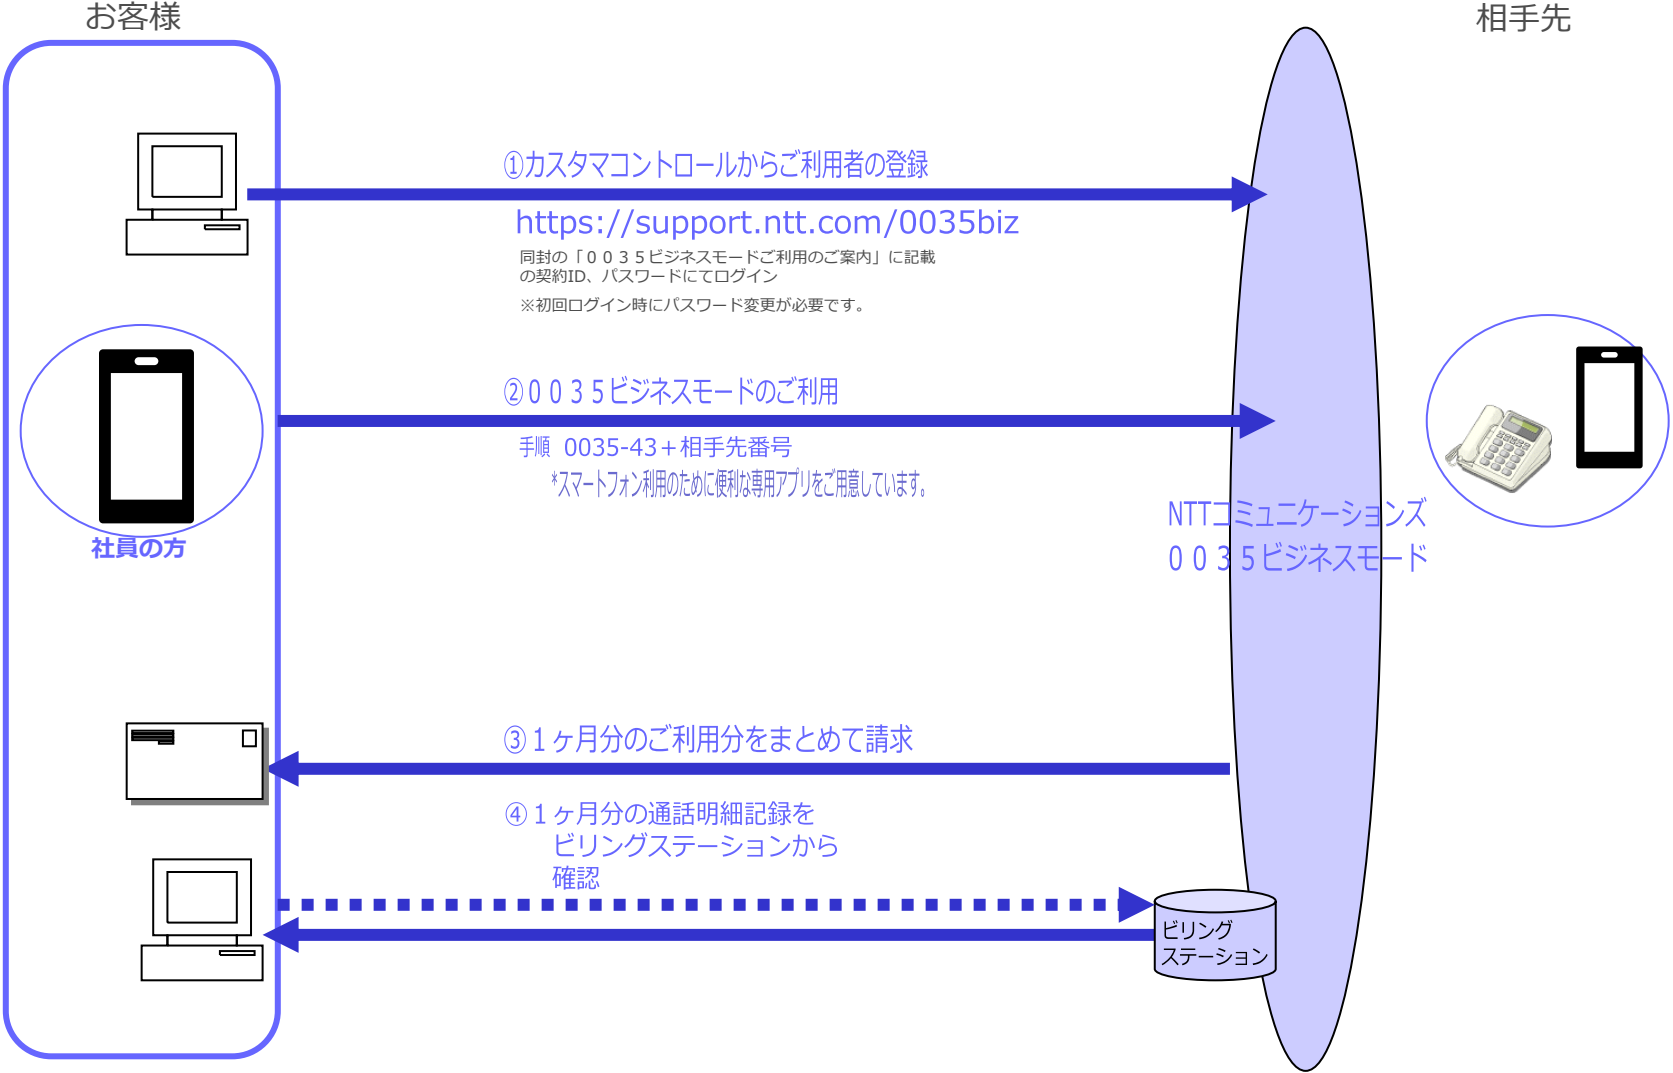 お客様
相手先
①カスタマコントロールからご利用者の登録
https://support.ntt.com/0035biz
同封の「００３５ビジネスモードご利用のご案内」に記載
の契約ID、パスワードにてログイン
※初回ログイン時にパスワード変更が必要です。
②００３５ビジネスモードのご利用
手順 0035-43＋相手先番号
*スマートフォン利用のために便利な専用アプリをご用意しています。
社員の方
NTTコミュニケーションズ
００３５ビジネスモード
③１ヶ月分のご利用分をまとめて請求
④１ヶ月分の通話明細記録を
ビリングステーションから
確認
ビリング
ステーション